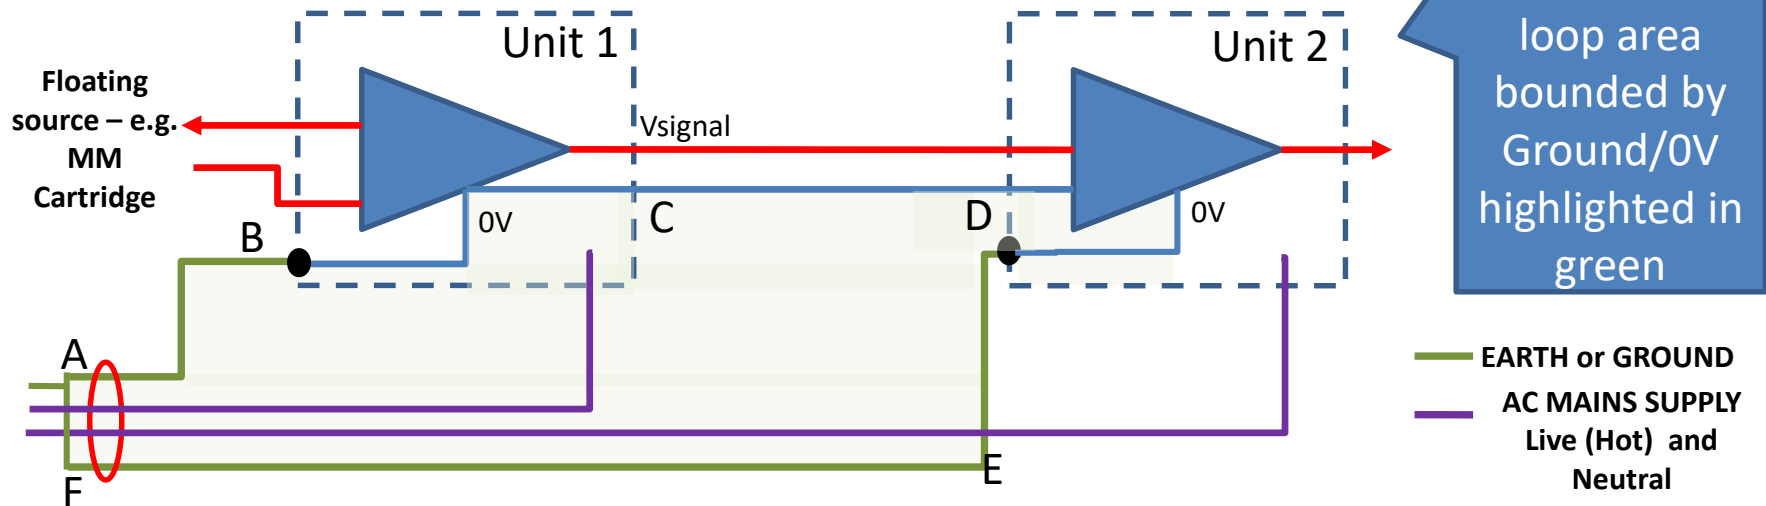 Unit 1
Unit 2
Floating
source – e.g.
MM
Cartridge
Vsignal
B
0V
C
D
0V
A
F
E
loop area
bounded by
Ground/0V
highlighted in
green
EARTH or GROUND
AC MAINS SUPPLY
Live (Hot) and
Neutral